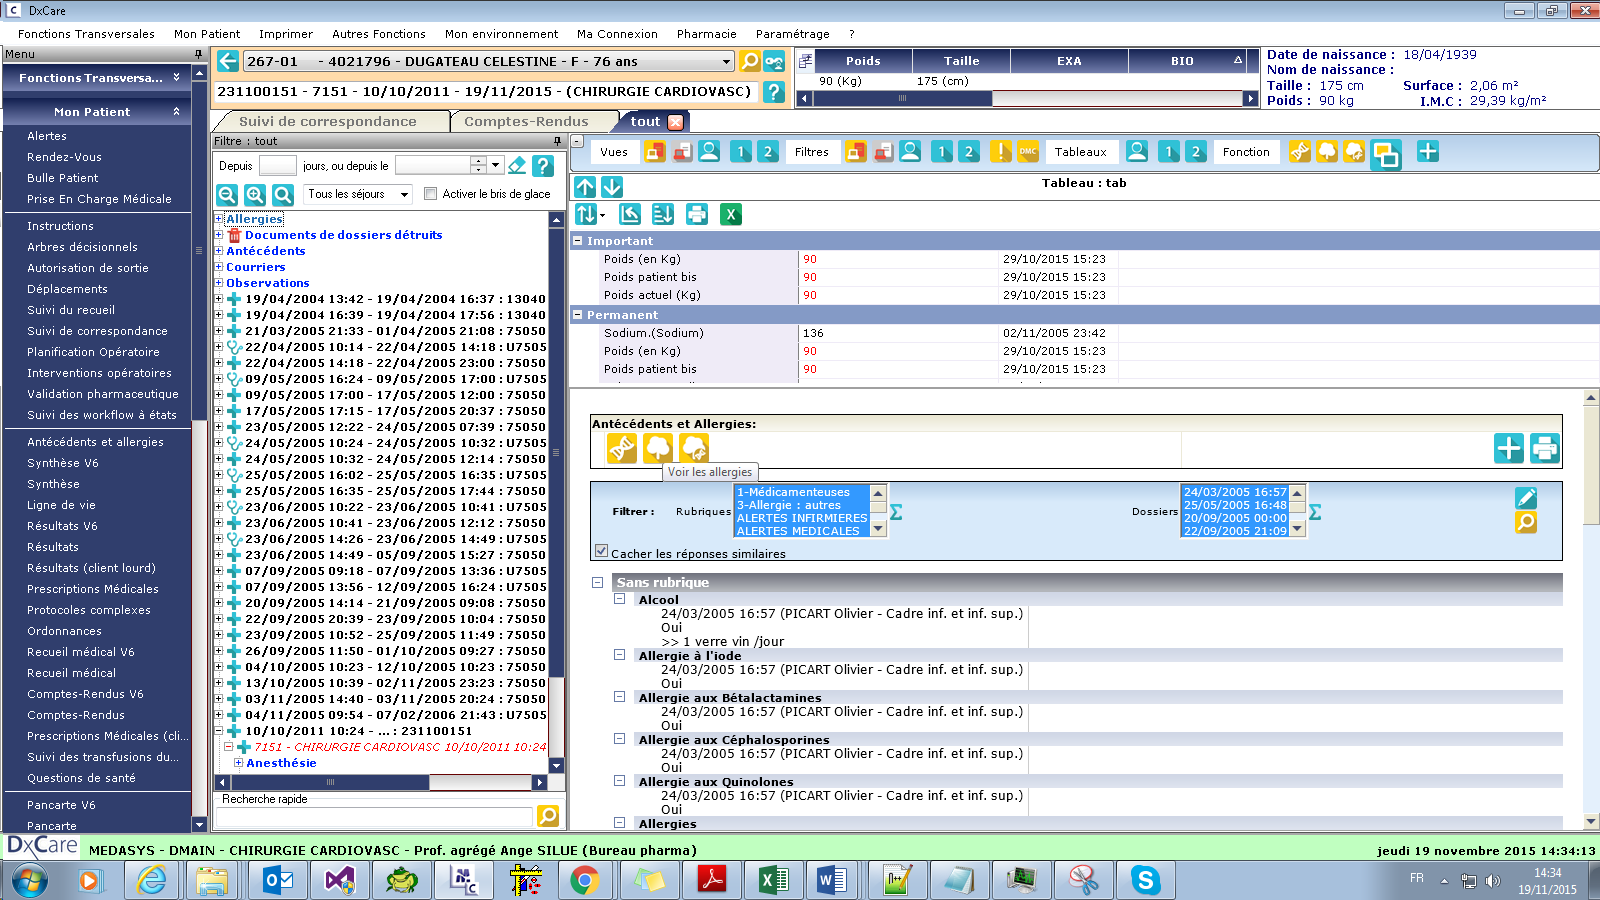 DxCare
Fonctions Transversales Mon Patient Imprimer Autres Fonctions Mon environnement Ma Connexion Pharmacie Paramétrage ?
Menu
Fonctions Transversa...
Mon Patient
Alertes
Rendez-Vous
Bulle Patient
Prise En Charge Médicale
Instructions
Arbres décisionnels
Autorisation de sortie
Déplacements
Suivi du recueil
Suivi de correspondance
Planification Opératoire
Interventions opératoires
Validation pharmaceutique
Suivi des workflow à états
Antécédents et allergies
Synthèse V6
Synthèse
Ligne de vie
Résultats V6
Résultats
Résultats (client lourd)
Prescriptions Médicales
Protocoles complexes
Ordonnances
Recueil médical V6
Recueil médical
Comptes-Rendus V6
Comptes-Rendus
Prescriptions Médicales (cli...
Suivi des transfusions du...
Questions de santé
Pancarte V6
Pancarte
267-01 - 4021796 - DUGATEAU CELESTINE - F - 76 ans
231100151 - 7151 - 10/10/2011 - 19/11/2015 - (CHIRURGIE CARDIOVASC)
Poids Taille EXA BIO
90 (Kg) 175 (cm)
Date de naissance : 18/04/1939
Nom de naissance :
Taille : 175 cm Surface : 2,06 m²
Poids : 90 kg I.M.C : 29,39 kg/m²
Suivi de correspondance Comptes-Rendus tout
Filtre : tout
Depuis jours, ou depuis le
Tous les séjours Activer le bris de glace
Allergies
Documents de dossiers détruits
Antécédents
Courriers
Observations
19/04/2004 13:42 - 19/04/2004 16:37 : 13040
19/04/2004 16:39 - 19/04/2004 17:56 : 13040
21/03/2005 21:33 - 01/04/2005 21:08 : 75050
22/04/2005 10:14 - 22/04/2005 14:18 : U7505
22/04/2005 14:18 - 22/04/2005 23:00 : 75050
09/05/2005 16:24 - 09/05/2005 17:00 : U7505
09/05/2005 17:00 - 17/05/2005 12:00 : 75050
17/05/2005 17:15 - 17/05/2005 20:37 : 75050
23/05/2005 12:22 - 24/05/2005 07:39 : 75050
24/05/2005 10:24 - 24/05/2005 10:32 : U7505
24/05/2005 10:32 - 24/05/2005 12:14 : 75050
25/05/2005 16:02 - 25/05/2005 16:35 : U7505
25/05/2005 16:35 - 25/05/2005 17:44 : 75050
23/06/2005 10:22 - 23/06/2005 10:41 : U7505
23/06/2005 10:41 - 23/06/2005 12:12 : 75050
23/06/2005 14:26 - 23/06/2005 14:49 : U7505
23/06/2005 14:49 - 05/09/2005 15:27 : 75050
07/09/2005 09:18 - 07/09/2005 13:36 : U7505
07/09/2005 13:56 - 12/09/2005 16:24 : U7505
20/09/2005 14:14 - 21/09/2005 09:08 : 75050
22/09/2005 20:39 - 23/09/2005 10:04 : 75050
23/09/2005 10:52 - 25/09/2005 11:49 : 75050
26/09/2005 11:50 - 01/10/2005 09:27 : 75050
04/10/2005 10:23 - 12/10/2005 10:23 : 75050
13/10/2005 10:39 - 02/11/2005 23:23 : 75050
03/11/2005 14:40 - 03/11/2005 20:24 : 75050
04/11/2005 09:54 - 07/02/2006 21:43 : U7505
10/10/2011 10:24 - ... : 231100151
7151 - CHIRURGIE CARDIOVASC 10/10/2011 10:24
Anesthésie
Recherche rapide
Vues 1 2 Filtres 1 2 ! DMC Tableaux 1 2 Fonction
Tableau : tab
Important
Poids (en Kg) 90 29/10/2015 15:23
Poids patient bis 90 29/10/2015 15:23
Poids actuel (Kg) 90 29/10/2015 15:23
Permanent
Sodium.(Sodium) 136 02/11/2005 23:42
Poids (en Kg) 90 29/10/2015 15:23
Poids patient bis 90 29/10/2015 15:23
Antécédents et Allergies:
Voir les allergies
Filtrer : Rubriques Dossiers
1-Médicamenteuses
3-Allergie : autres
ALERTES INFIRMIERES
ALERTES MEDICALES
24/03/2005 16:57
25/05/2005 16:48
20/09/2005 00:00
22/09/2005 21:09
Cacher les réponses similaires
Sans rubrique
Alcool
24/03/2005 16:57 (PICART Olivier - Cadre inf. et inf. sup.)
Oui
>> 1 verre vin /jour
Allergie à l'iode
24/03/2005 16:57 (PICART Olivier - Cadre inf. et inf. sup.)
Oui
Allergie aux Bétalactamines
24/03/2005 16:57 (PICART Olivier - Cadre inf. et inf. sup.)
Oui
Allergie aux Céphalosporines
24/03/2005 16:57 (PICART Olivier - Cadre inf. et inf. sup.)
Oui
Allergie aux Quinolones
24/03/2005 16:57 (PICART Olivier - Cadre inf. et inf. sup.)
Oui
Allergies
DxCare MEDASYS - DMAIN - CHIRURGIE CARDIOVASC - Prof. agrégé Ange SILUE (Bureau pharma) jeudi 19 novembre 2015 14:34:13
FR 14:34
19/11/2015